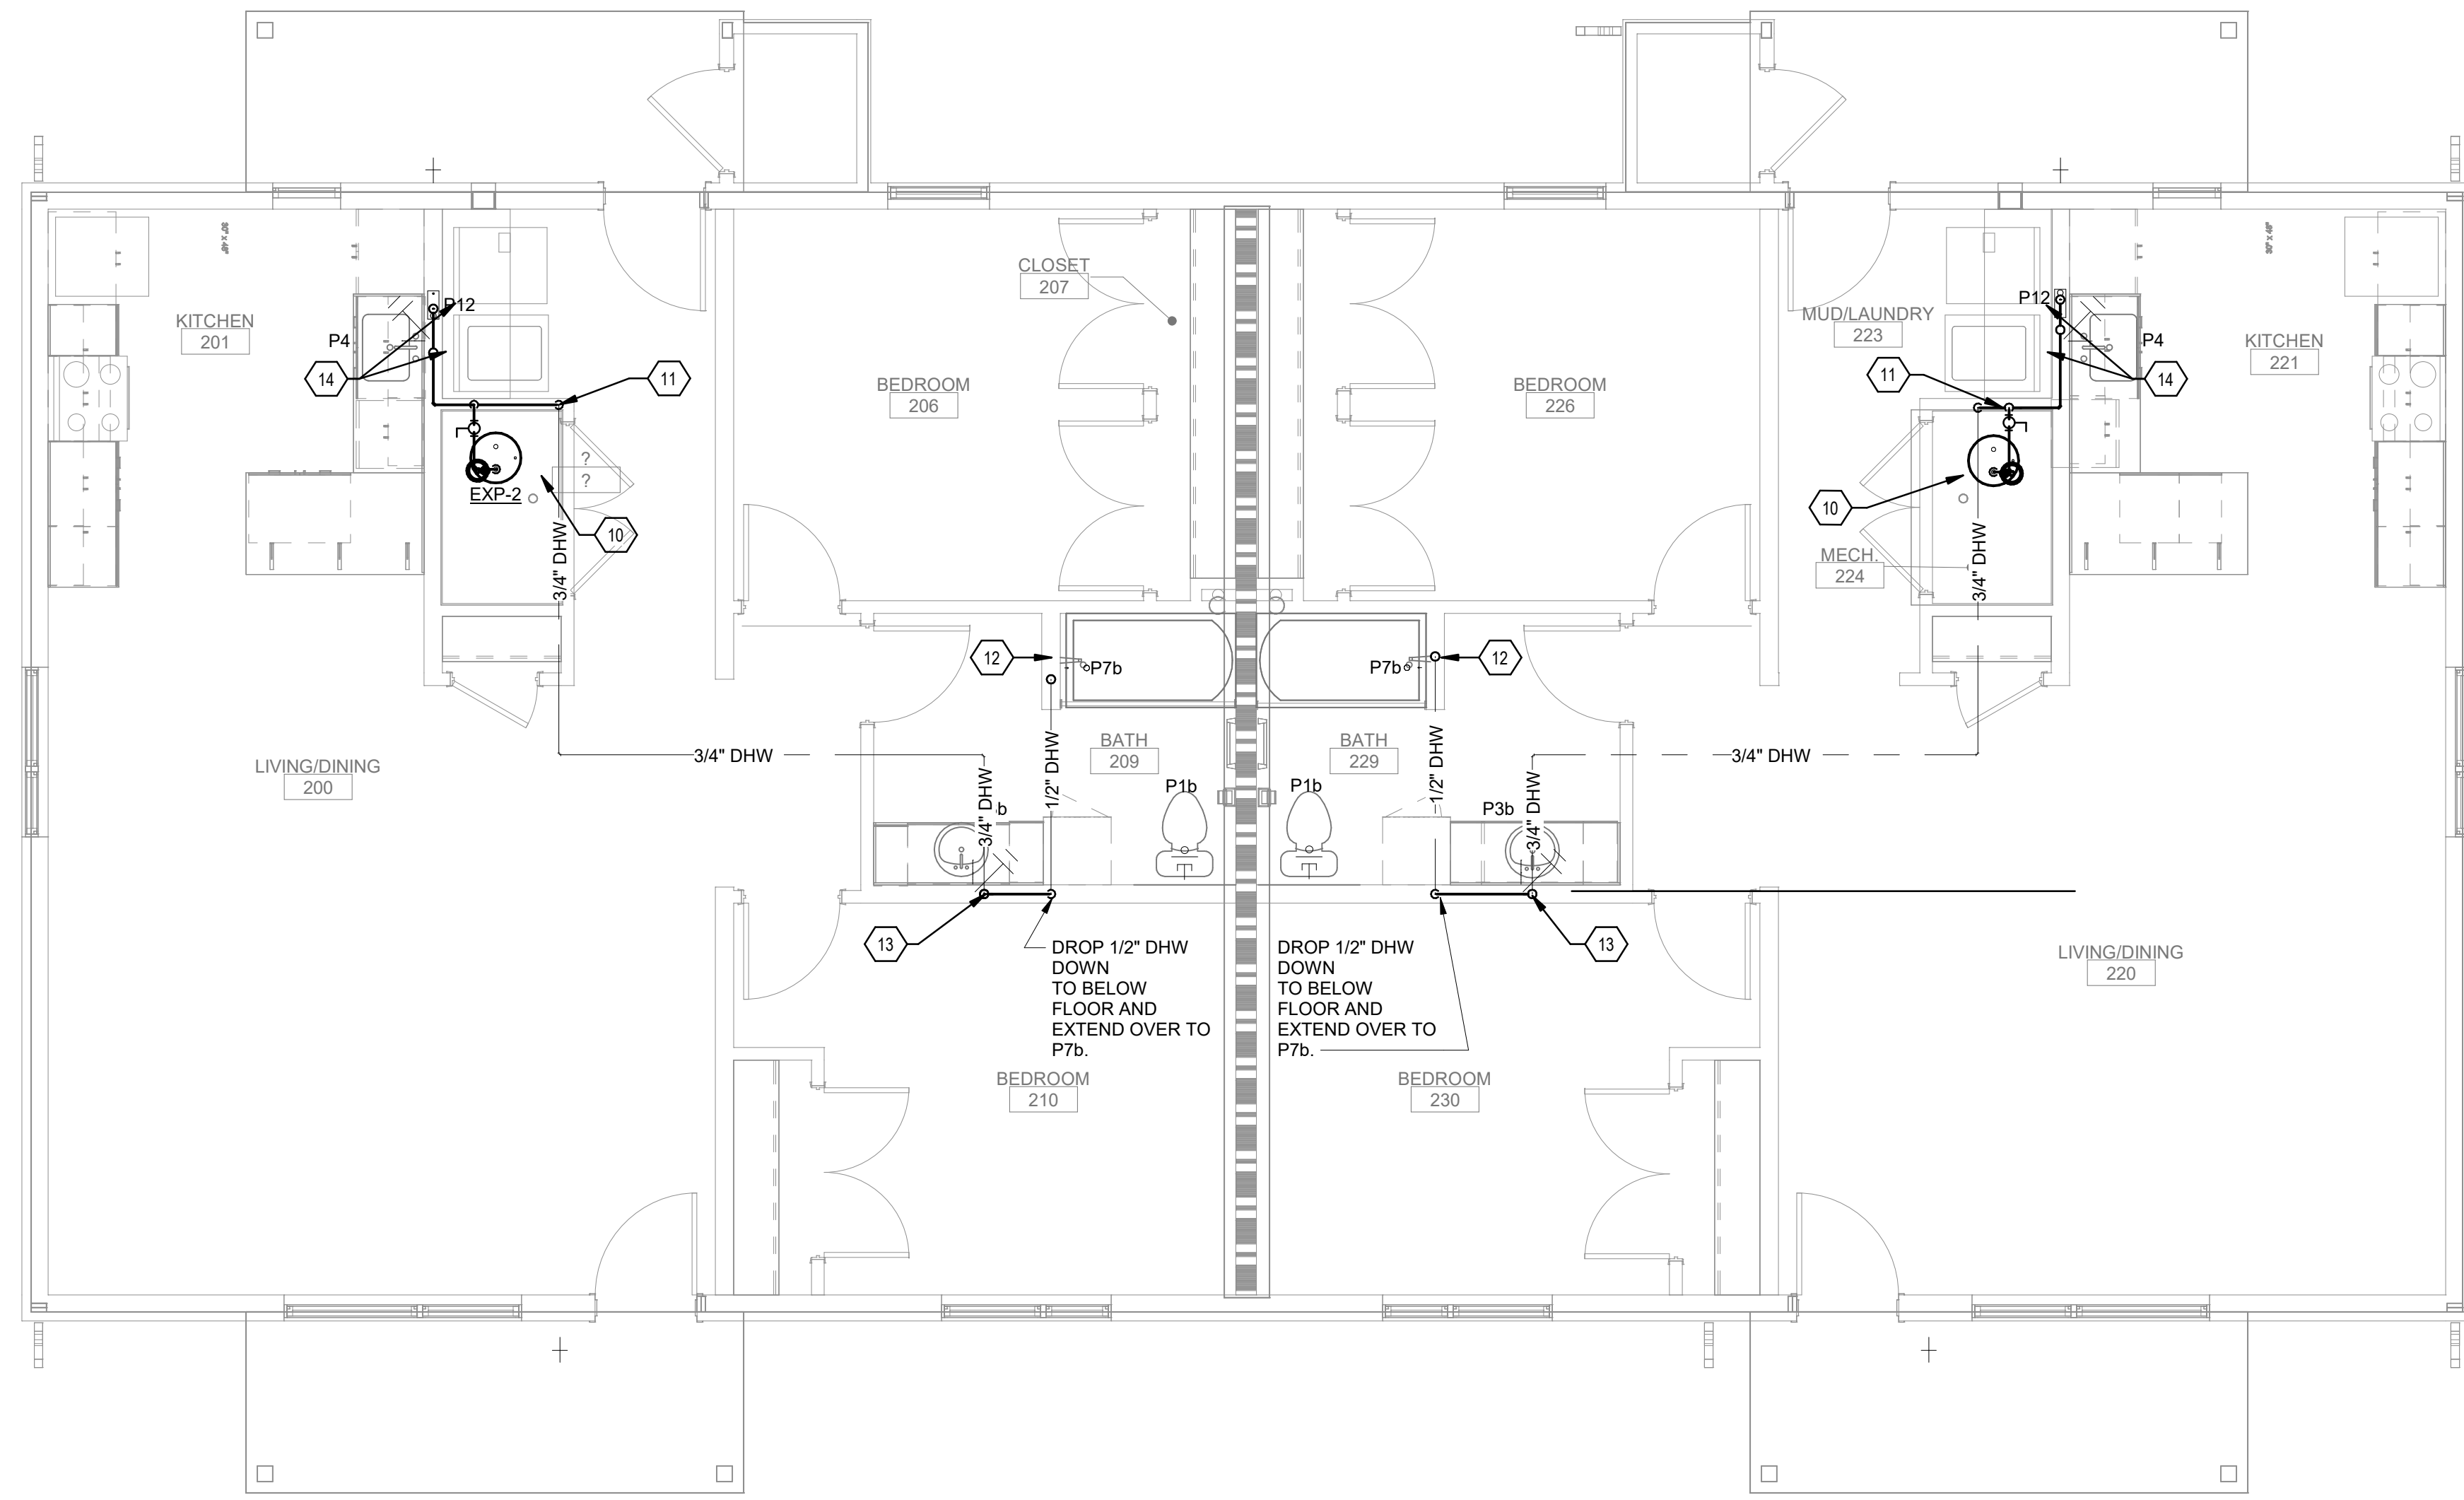 30" x 48"
30" x 48"
CLOSET
207
KITCHEN
201
P12
P4
14
11
BEDROOM
206
BEDROOM
226
MUD/LAUNDRY
223
P12
P4
KITCHEN
221
11
14
?
?
EXP-2
10
3/4" DHW
10
MECH.
224
3/4" DHW
12
P7b
P7b
12
LIVING/DINING
200
3/4" DHW
3/4" DHW
b
1/2" DHW
BATH
209
P1b
BATH
229
P1b
1/2" DHW
P3b
3/4" DHW
3/4" DHW
13
DROP 1/2" DHW
DOWN
TO BELOW
FLOOR AND
EXTEND OVER TO
P7b.
DROP 1/2" DHW
DOWN
TO BELOW
FLOOR AND
EXTEND OVER TO
P7b.
13
LIVING/DINING
220
BEDROOM
210
BEDROOM
230